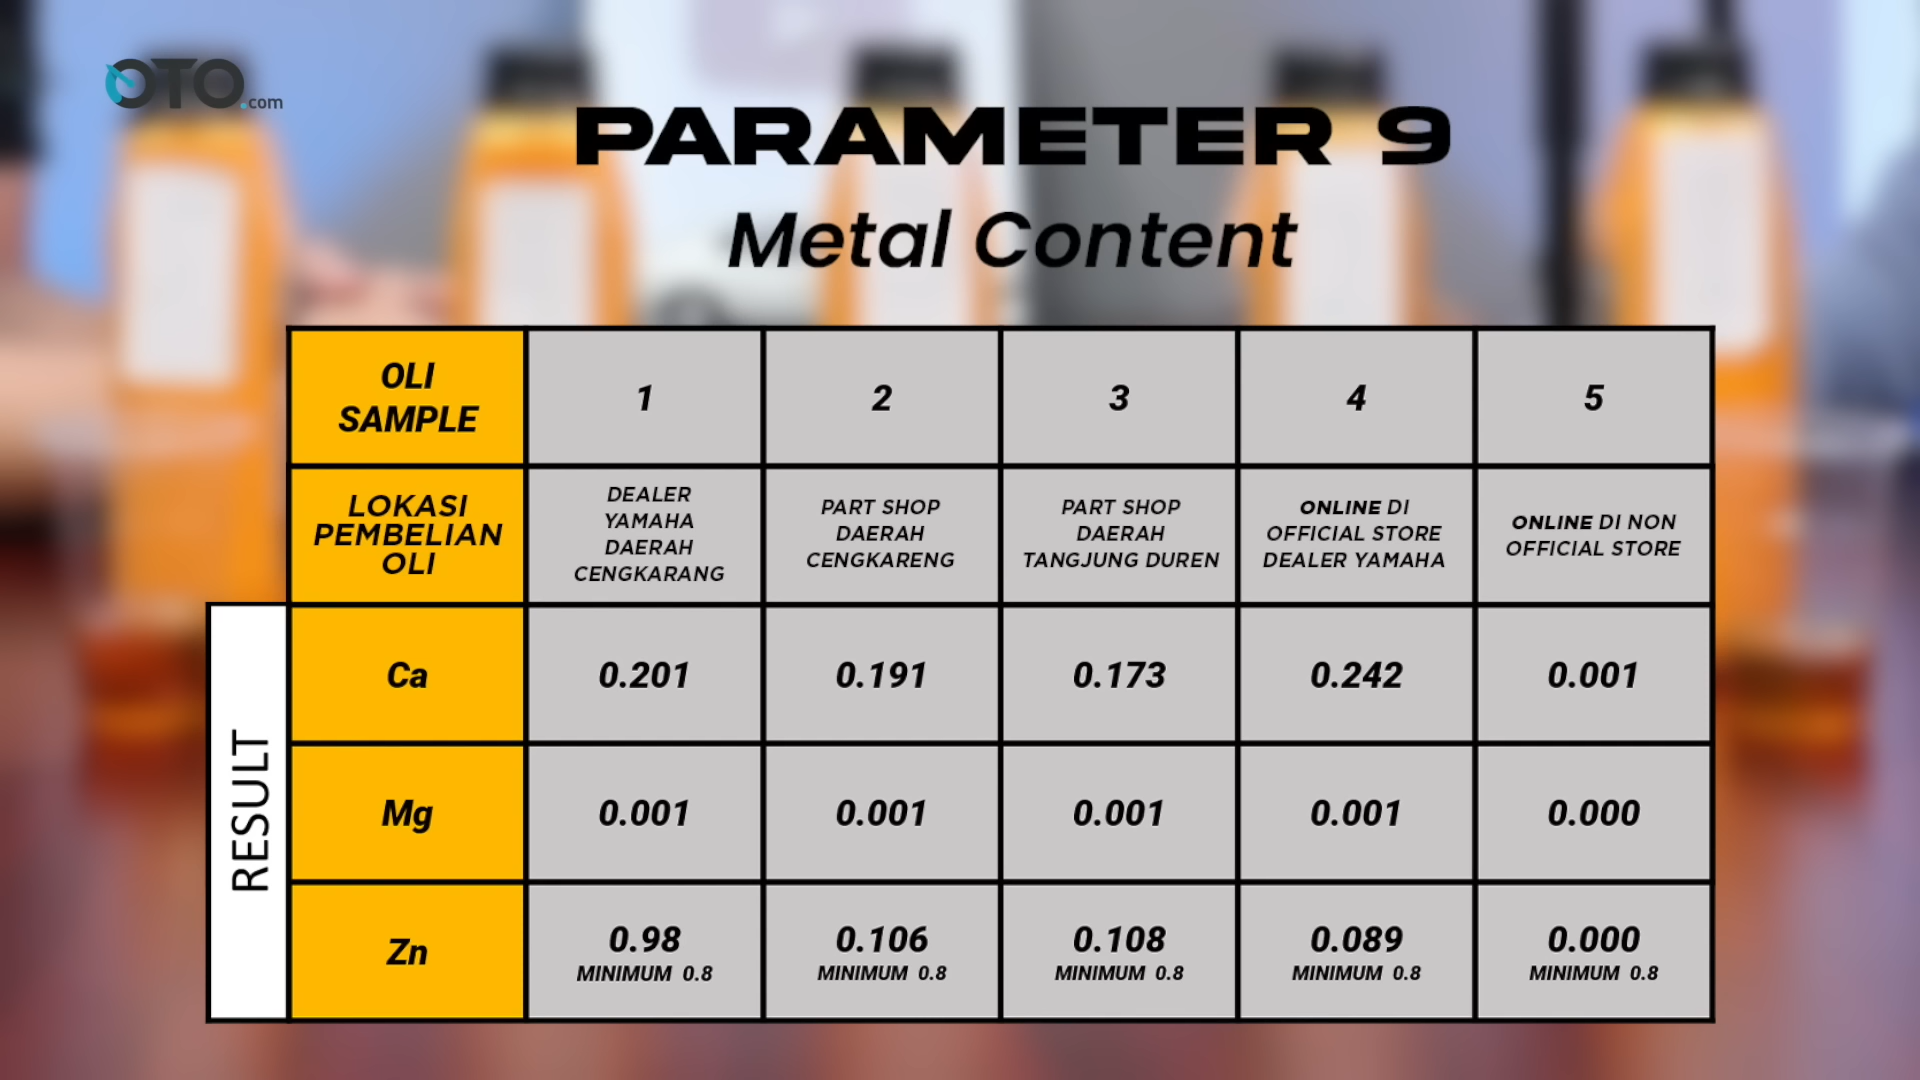 OTO.com
PARAMETER 9
Metal Content
OLI
SAMPLE
1
2
3
4
5
LOKASI
PEMBELIAN
OLI
DEALER
YAMAHA
DAERAH
CENGKARANG
PART SHOP
DAERAH
CENGKARENG
PART SHOP
DAERAH
TANGJUNG DUREN
ONLINE DI
OFFICIAL STORE
DEALER YAMAHA
ONLINE DI NON
OFFICIAL STORE
RESULT
Ca
0.201
0.191
0.173
0.242
0.001
Mg
0.001
0.001
0.001
0.001
0.000
Zn
0.98
MINIMUM 0.8
0.106
MINIMUM 0.8
0.108
MINIMUM 0.8
0.089
MINIMUM 0.8
0.000
MINIMUM 0.8